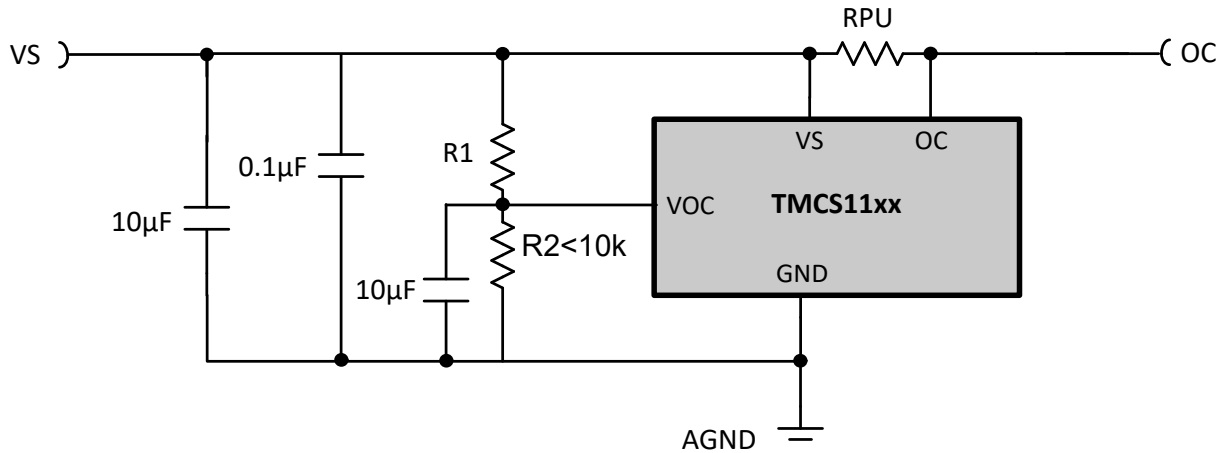 RPU
VS
OC
VS
OC
R1
0.1µF
VOC
TMCS11xx
10µF
R2<10k
GND
10µF
AGND